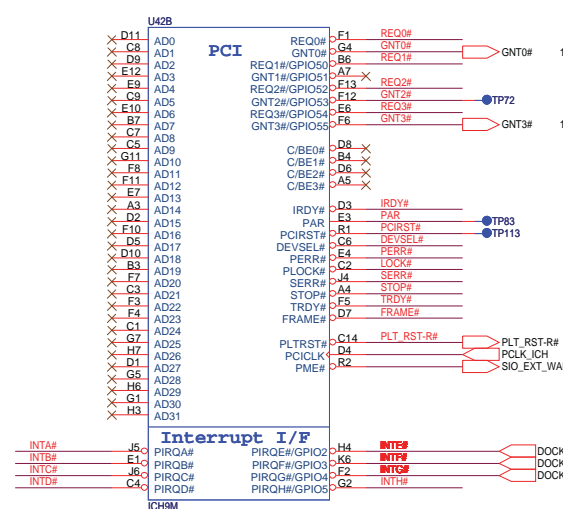 U42B
PCI
D11 AD0 REQ0# F1 REQ0#
C8 AD1 GNT0# G4 GNT0# GNT0# 1
D9 AD2 REQ1#/GPIO50 B6 REQ1#
E12 AD3 GNT1#/GPIO51 A7
E9 AD4 REQ2#/GPIO52 F13 REQ2#
C9 AD5 GNT2#/GPIO53 F12 GNT2# TP72
E10 AD6 REQ3#/GPIO54 E6 REQ3#
B7 AD7 GNT3#/GPIO55 F6 GNT3# GNT3# 1
C7 AD8
C5 AD9 C/BE0# D8
G11 AD10 C/BE1# B4
F8 AD11 C/BE2# D6
F11 AD12 C/BE3# A5
E7 AD13
A3 AD14 IRDY# D3 IRDY#
D2 AD15 PAR E3 PAR TP83
F10 AD16 PCIRST# R1 PCIRST# TP113
D5 AD17 DEVSEL# C6 DEVSEL#
D10 AD18 PERR# E4 PERR#
B3 AD19 PLOCK# C2 LOCK#
F7 AD20 SERR# J4 SERR#
C3 AD21 STOP# A4 STOP#
F3 AD22 TRDY# F5 TRDY#
F4 AD23 FRAME# D7 FRAME#
C1 AD24
G7 AD25 PLTRST# C14 PLT_RST-R# PLT_RST-R#
H7 AD26 PCICLK D4 PCLK_ICH
D1 AD27 PME# R2 SIO_EXT_WA
G5 AD28
H6 AD29
G1 AD30
H3 AD31
Interrupt I/F
INTA# J5 PIRQA# PIRQE#/GPIO2 H4 INTE# DOCK
INTB# E1 PIRQB# PIRQF#/GPIO3 K6 INTF# DOCK
INTC# J6 PIRQC# PIRQG#/GPIO4 F2 INTG# DOCK
INTD# C4 PIRQD# PIRQH#/GPIO5 G2 INTH#
ICH9M